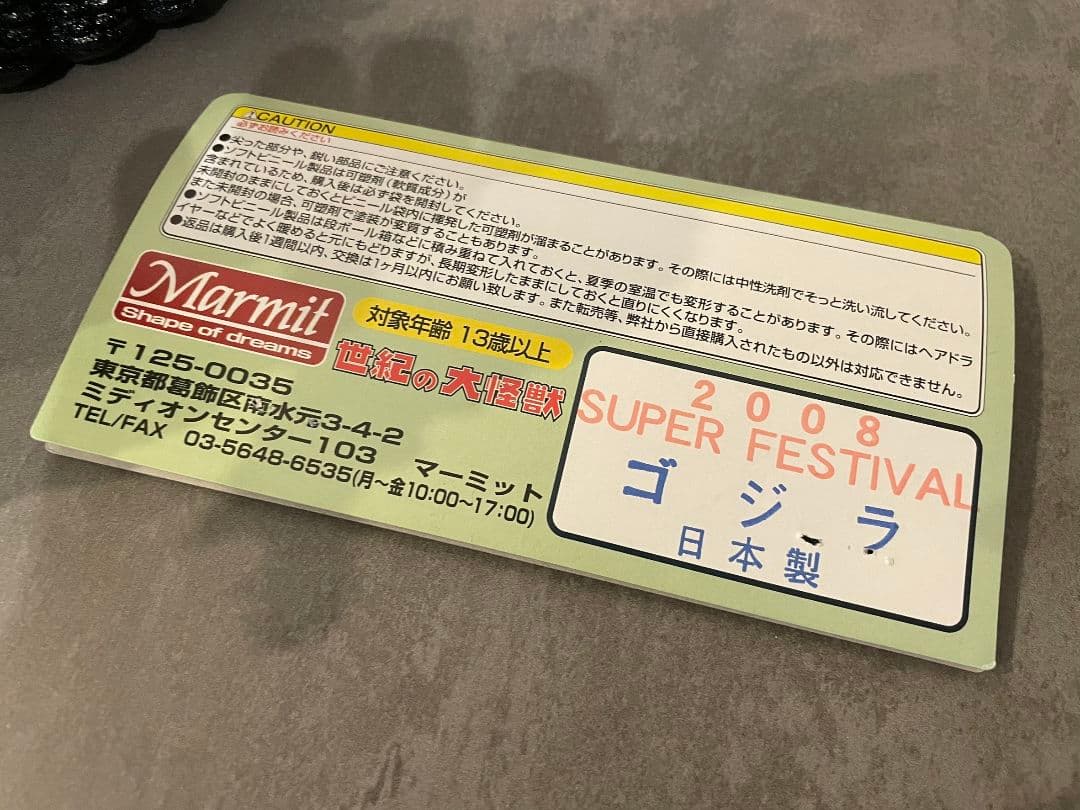 ⚠CAUTION
必ずお読みください
●尖った部分や、鋭い部品にご注意ください。
●ソフトビニール製品は可塑剤(軟質成分)が
含まれているため、購入後は必ず袋を開封してください。
未開封のままにしておくとビニール袋内に揮発した可塑剤が溜まることがあります。その際には中性洗剤でそっと洗い流してください。
また未開封の場合、可塑剤で塗装が変質することもあります。
●ソフトビニール製品は段ボール箱などに積み重ねて入れておくと、夏季の室温でも変形することがあります。その際にはヘアドラ
イヤーなどでよく暖めると元にもどりますが、長期変形したままにしておくと直りにくくなります。
●返品は購入後1週間以内、交換は1ヶ月以内にお願い致します。また転売等、弊社から直接購入されたもの以外は対応できません。
Marmit
Shape of dreams
対象年齢 13歳以上
世紀の大怪獣
〒125-0035
東京都葛飾区南水元3-4-2
ミディオンセンター103 マーミット
TEL/FAX 03-5648-6535(月~金10:00~17:00)
2008
SUPER FESTIVAL
ゴジラ
日本製